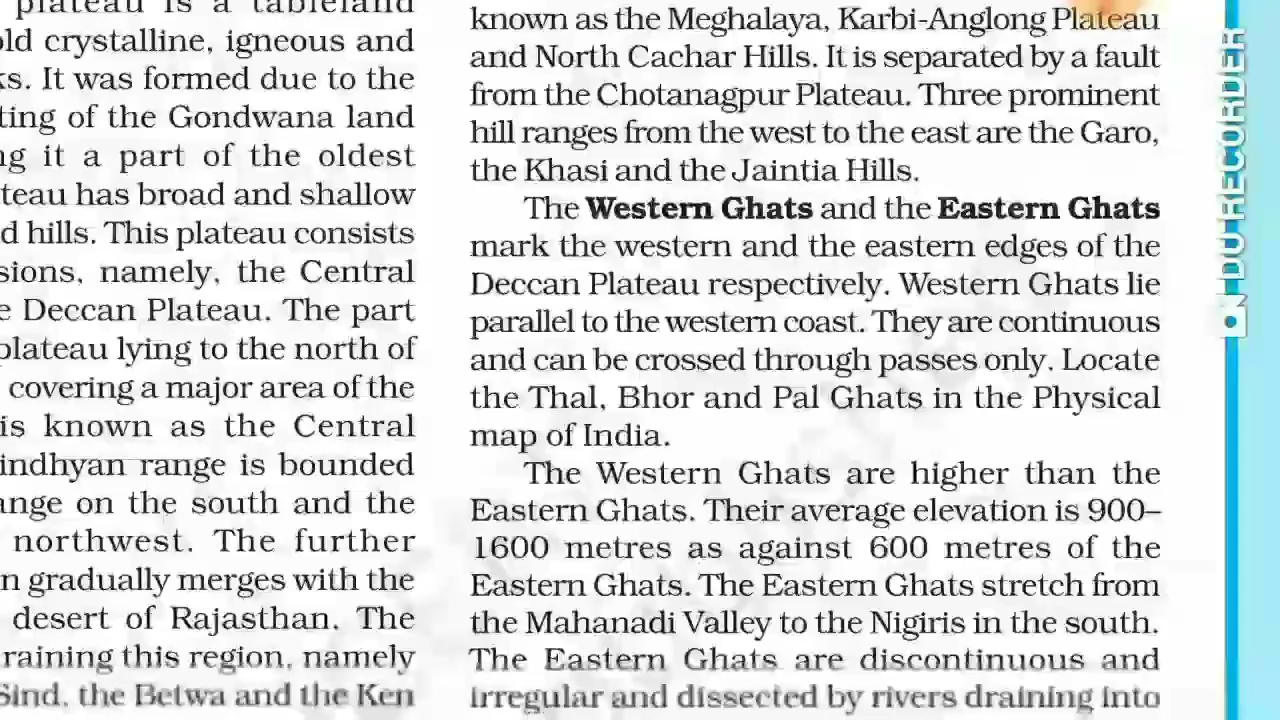 plateau is a tableland
old crystalline, igneous and
ks. It was formed due to the
ting of the Gondwana land
ng it a part of the oldest
teau has broad and shallow
d hills. This plateau consists
sions, namely, the Central
e Deccan Plateau. The part
plateau lying to the north of
covering a major area of the
is known as the Central
indhyan range is bounded
ange on the south and the
northwest. The further
n gradually merges with the
desert of Rajasthan. The
raining this region, namely
Sind, the Betwa and the Ken
known as the Meghalaya, Karbi-Anglong Plateau
and North Cachar Hills. It is separated by a fault
from the Chotanagpur Plateau. Three prominent
hill ranges from the west to the east are the Garo,
the Khasi and the Jaintia Hills.
The Western Ghats and the Eastern Ghats
mark the western and the eastern edges of the
Deccan Plateau respectively. Western Ghats lie
parallel to the western coast. They are continuous
and can be crossed through passes only. Locate
the Thal, Bhor and Pal Ghats in the Physical
map of India.
The Western Ghats are higher than the
Eastern Ghats. Their average elevation is 900–
1600 metres as against 600 metres of the
Eastern Ghats. The Eastern Ghats stretch from
the Mahanadi Valley to the Nigiris in the south.
The Eastern Ghats are discontinuous and
irregular and dissected by rivers draining into
DU RECORDER